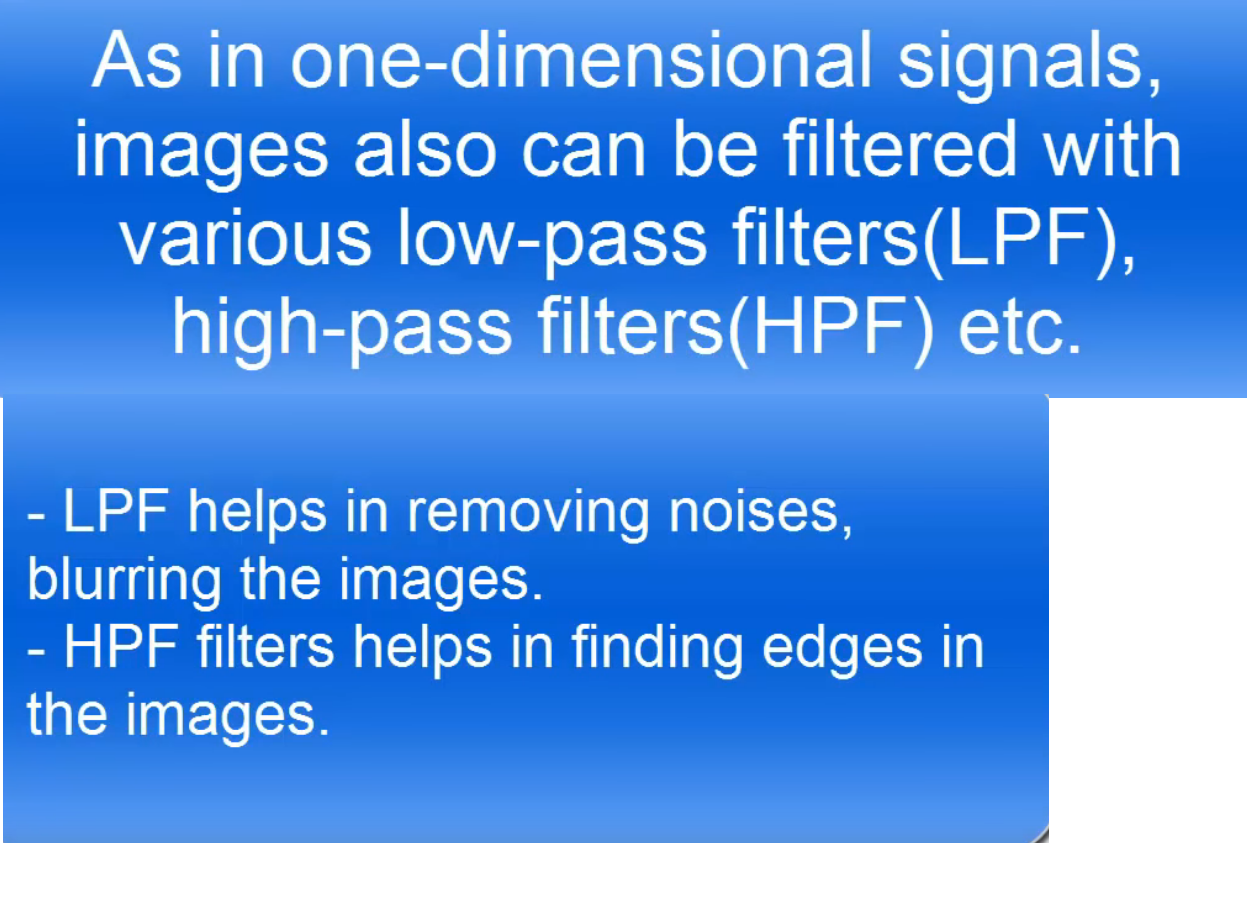 As in one-dimensional signals,
images also can be filtered with
various low-pass filters(LPF),
high-pass filters(HPF) etc.
- LPF helps in removing noises,
blurring the images.
- HPF filters helps in finding edges in
the images.